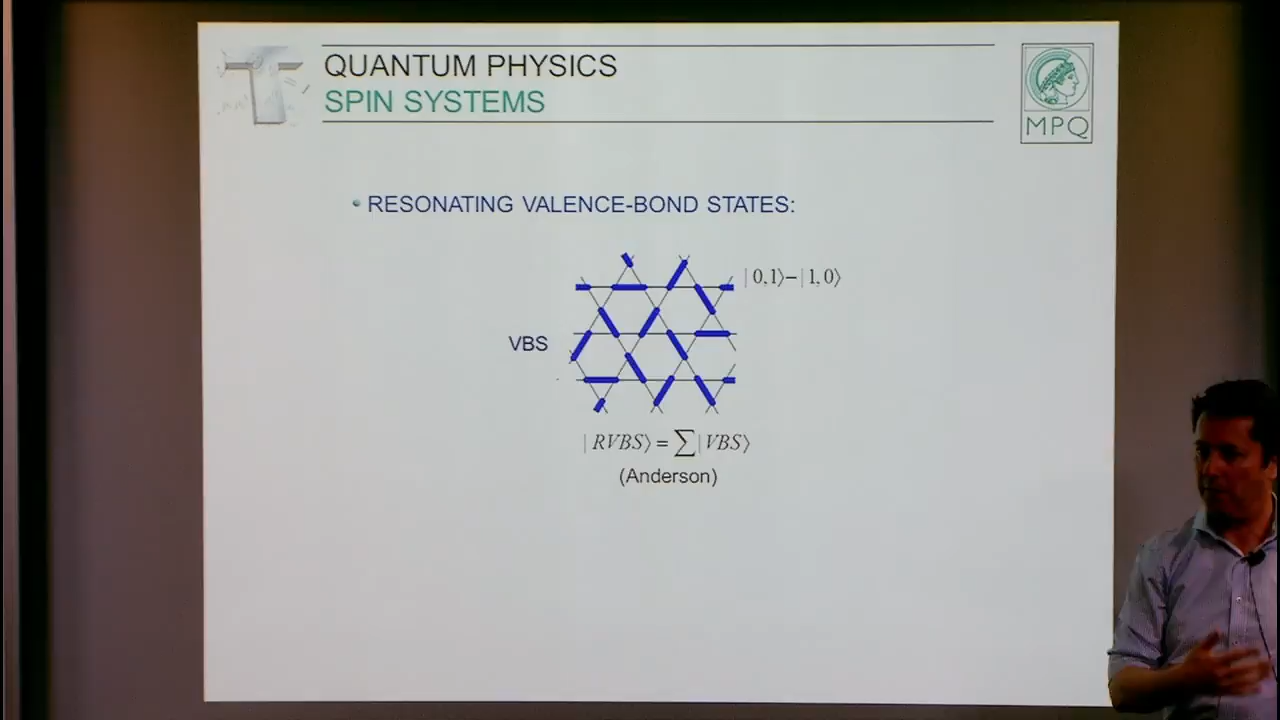 QUANTUM PHYSICS
SPIN SYSTEMS
MPQ
• RESONATING VALENCE-BOND STATES:
| 0,1⟩−| 1,0⟩
VBS
| RVBS⟩ = ∑| VBS⟩
(Anderson)